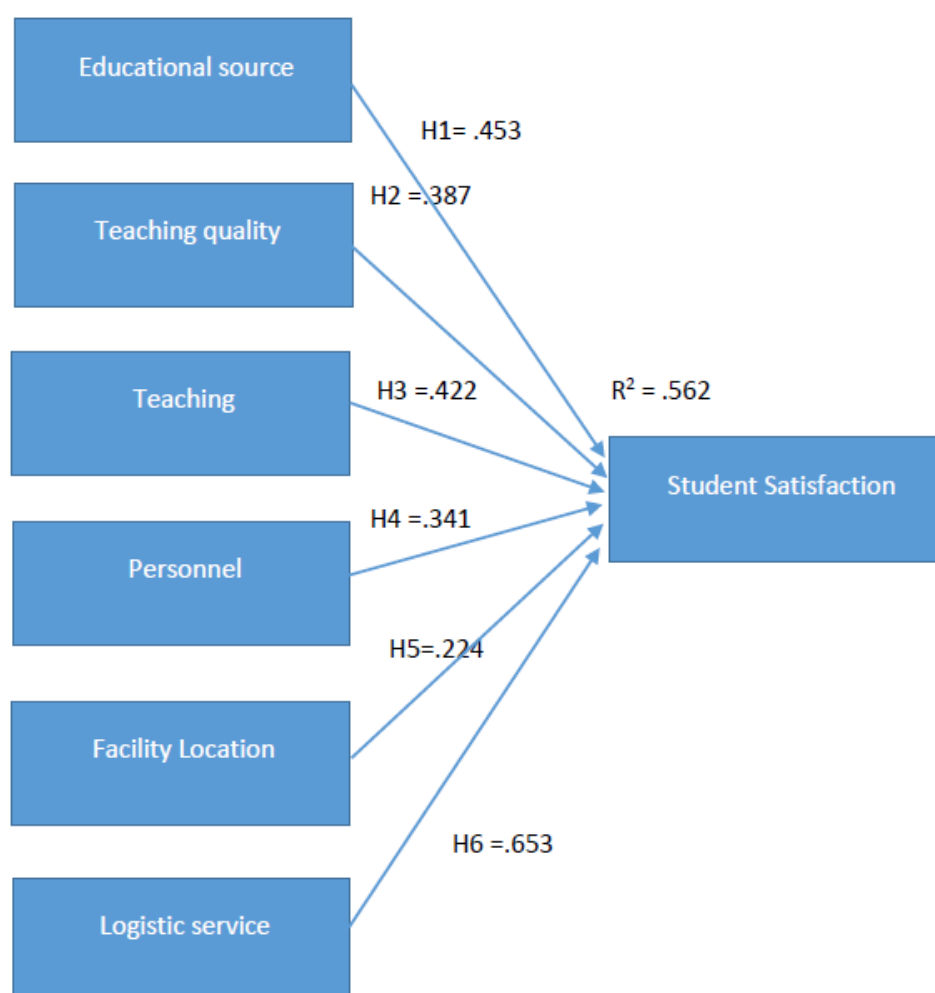 Educational source
H1= .453
H2 =.387
Teaching quality
Teaching
H3 =.422
R² = .562
Student Satisfaction
H4 =.341
Personnel
H5=.224
Facility Location
H6 =.653
Logistic service